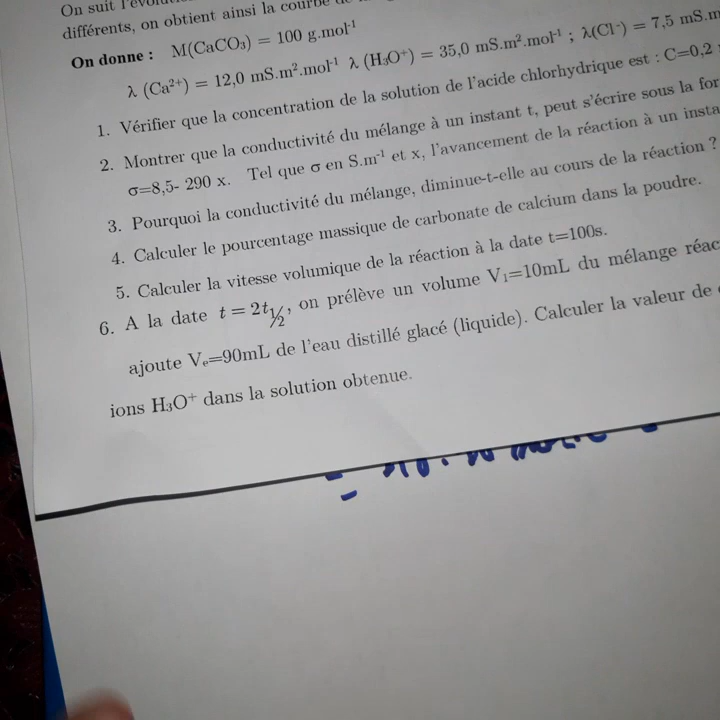 On suit l'évolution
différents, on obtient ainsi la courbe de
On donne : M(CaCO₃) = 100 g.mol⁻¹
λ (Ca²⁺) = 12,0 mS.m².mol⁻¹ λ (H₃O⁺) = 35,0 mS.m².mol⁻¹ ; λ(Cl⁻) = 7,5 mS.m
1. Vérifier que la concentration de la solution de l'acide chlorhydrique est : C=0,2
2. Montrer que la conductivité du mélange à un instant t, peut s'écrire sous la for
σ=8,5- 290 x. Tel que σ en S.m⁻¹ et x, l'avancement de la réaction à un insta
3. Pourquoi la conductivité du mélange, diminue-t-elle au cours de la réaction ?
4. Calculer le pourcentage massique de carbonate de calcium dans la poudre.
5. Calculer la vitesse volumique de la réaction à la date t=100s.
6. A la date t = 2t½, on prélève un volume V₁=10mL du mélange réac
ajoute Vₑ=90mL de l'eau distillé glacé (liquide). Calculer la valeur de
ions H₃O⁺ dans la solution obtenue.